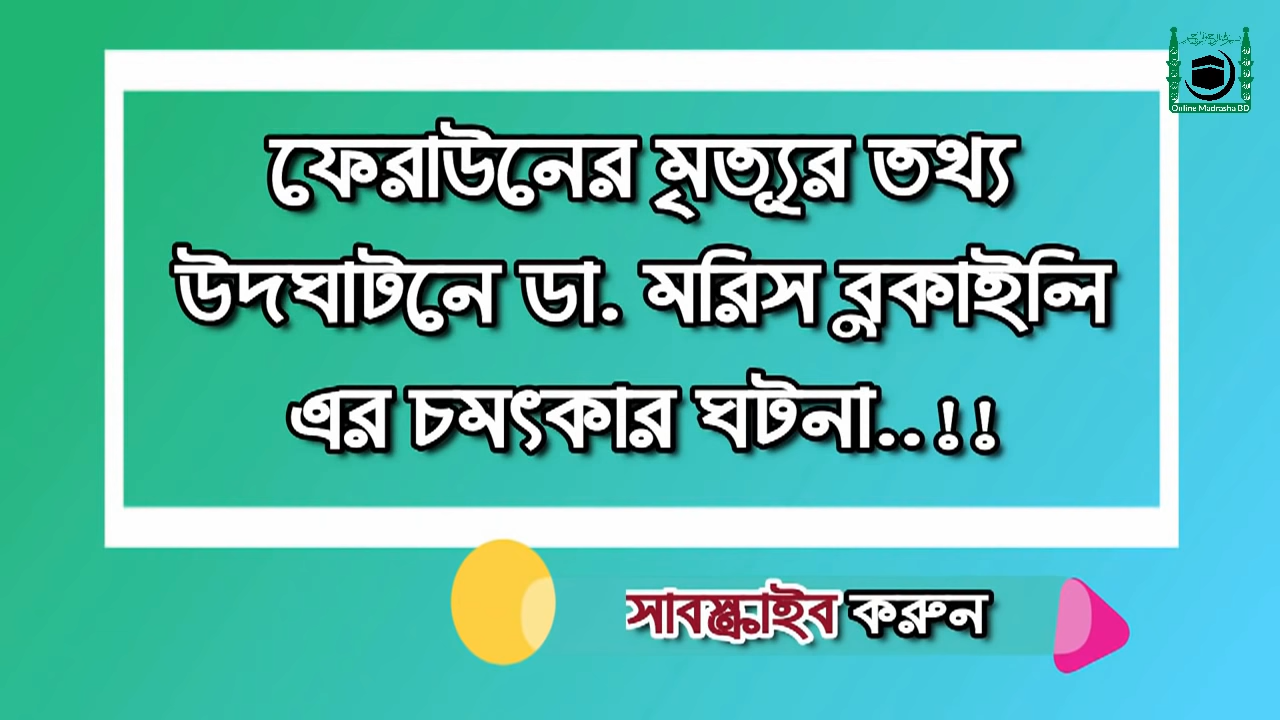 ফেরাউনের মৃত্যূর তথ্য
উদঘাটনে ডা. মরিস বুকাইলি
এর চমৎকার ঘটনা..!!
সাবস্ক্রাইব করুন
Online Madrasha BD